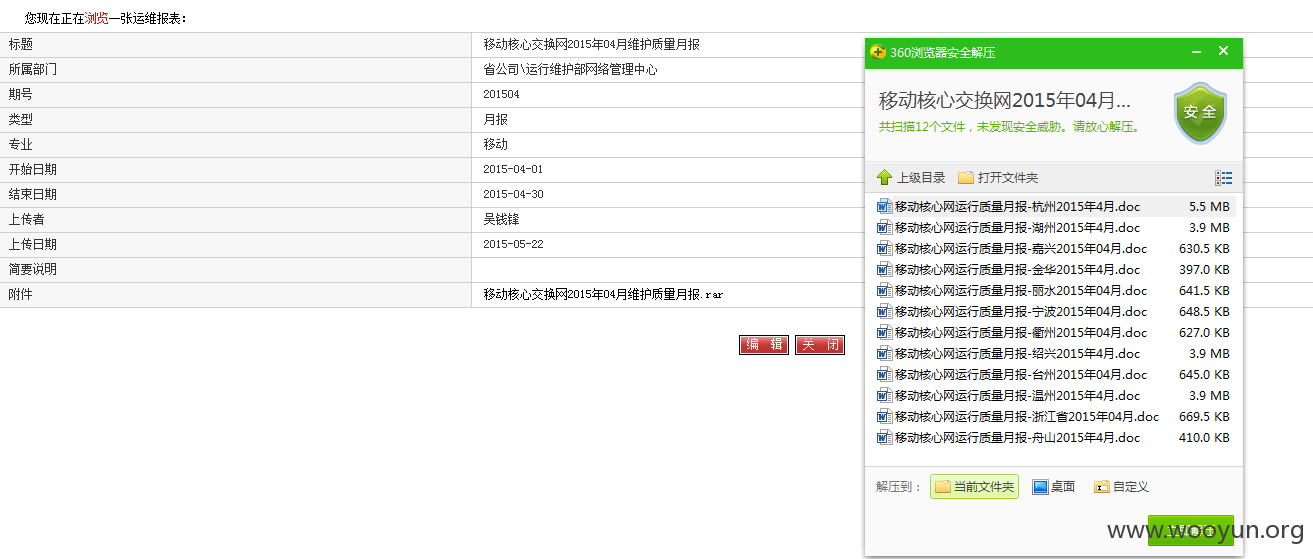 您现在正在浏览一张运维报表：
标题 移动核心交换网2015年04月维护质量月报
所属部门 省公司\运行维护部网络管理中心
期号 201504
类型 月报
专业 移动
开始日期 2015-04-01
结束日期 2015-04-30
上传者 吴钱锋
上传日期 2015-05-22
简要说明
附件 移动核心交换网2015年04月维护质量月报.rar
编 辑 关 闭
360浏览器安全解压
移动核心交换网2015年04月...
安全
共扫描12个文件，未发现安全威胁。请放心解压。
上级目录 打开文件夹
移动核心网运行质量月报-杭州2015年4月.doc 5.5 MB
移动核心网运行质量月报-湖州2015年4月.doc 3.9 MB
移动核心网运行质量月报-嘉兴2015年04月.doc 630.5 KB
移动核心网运行质量月报-金华2015年4月.doc 397.0 KB
移动核心网运行质量月报-丽水2015年04月.doc 641.5 KB
移动核心网运行质量月报-宁波2015年04月.doc 648.5 KB
移动核心网运行质量月报-衢州2015年04月.doc 627.0 KB
移动核心网运行质量月报-绍兴2015年4月.doc 3.9 MB
移动核心网运行质量月报-台州2015年04月.doc 645.0 KB
移动核心网运行质量月报-温州2015年4月.doc 3.9 MB
移动核心网运行质量月报-浙江省2015年04月.doc 669.5 KB
移动核心网运行质量月报-舟山2015年4月.doc 410.0 KB
解压到： 当前文件夹 桌面 自定义
www.wooyun.org